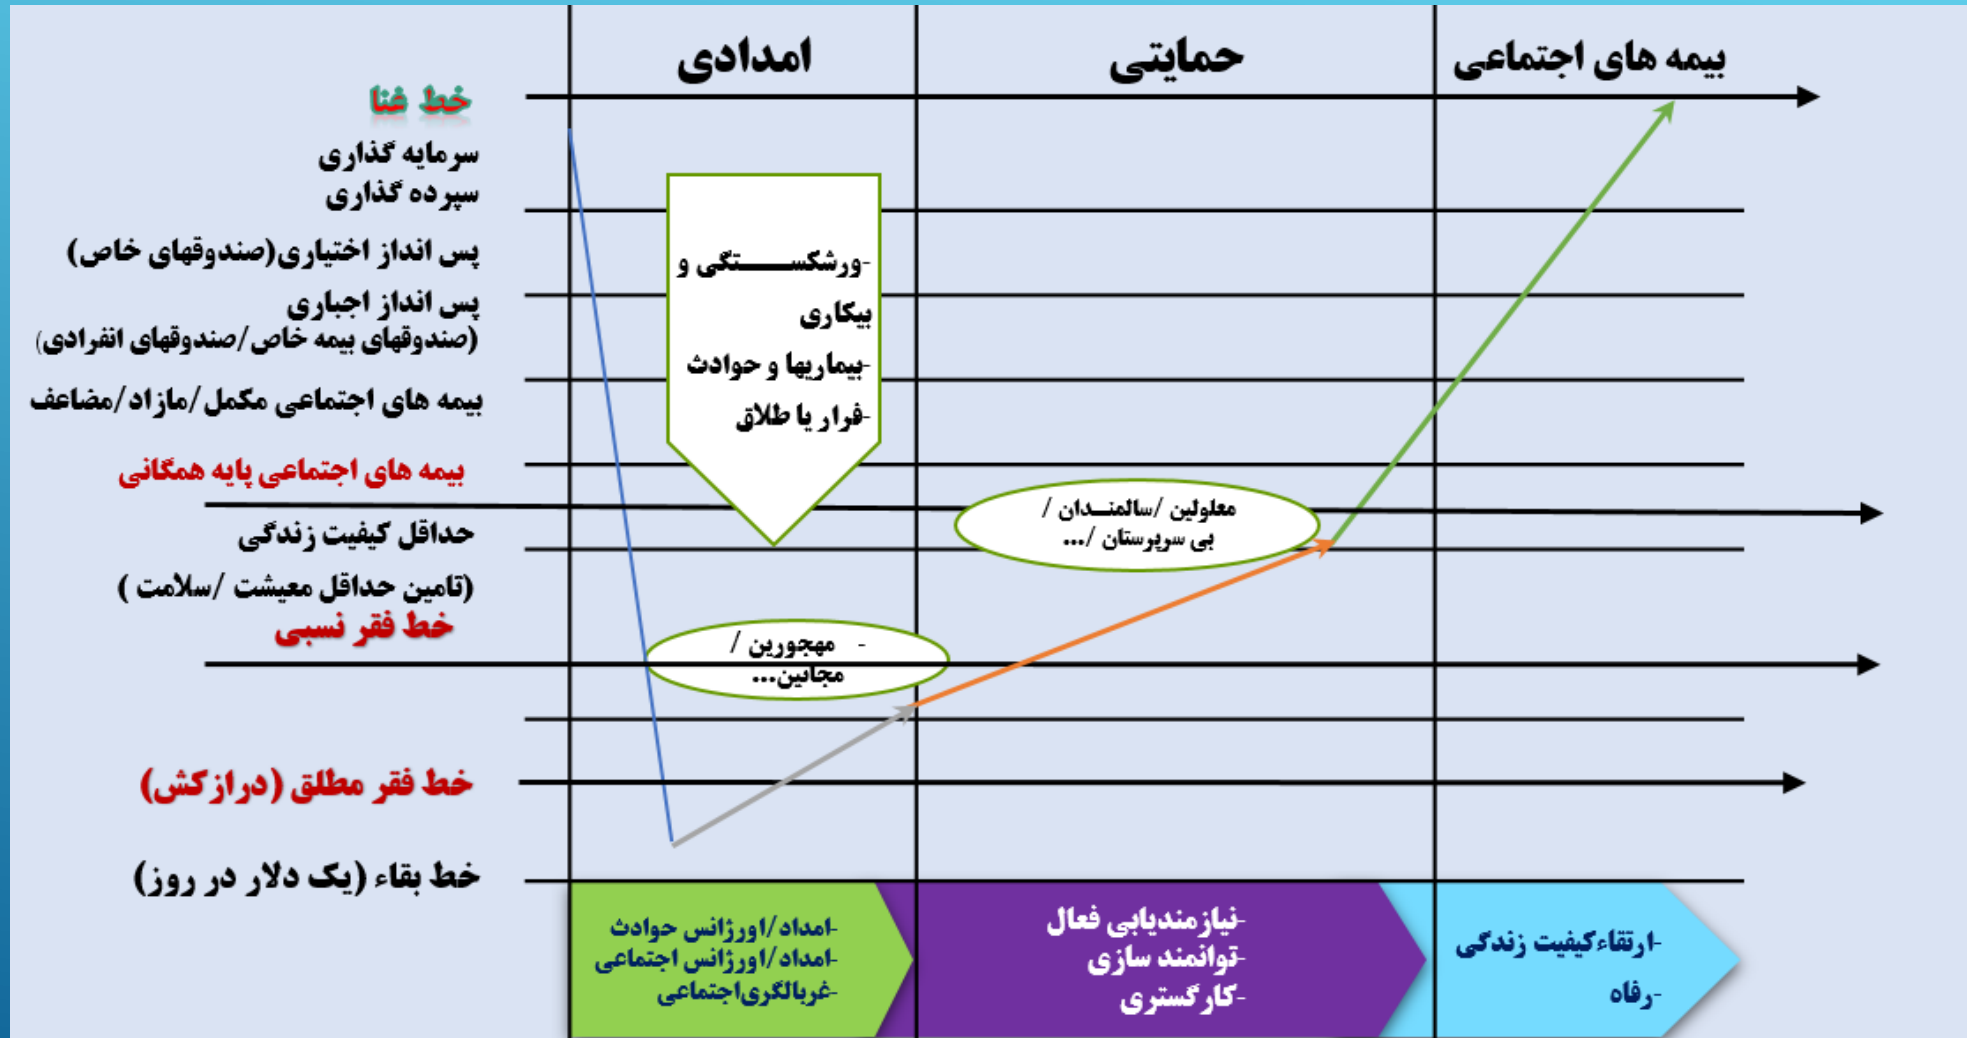 بیمه های اجتماعی
حمایتی
امدادی
خط غنا
سرمایه گذاری
سپرده گذاری
پس انداز اختیاری(صندوقهای خاص)
پس انداز اجباری
(صندوقهای بیمه خاص/صندوقهای انفرادی)
بیمه های اجتماعی مکمل/مازاد/مضاعف
بیمه های اجتماعی پایه همگانی
حداقل کیفیت زندگی
(تامین حداقل معیشت /سلامت )
خط فقر نسبی
خط فقر مطلق (درازکش)
خط بقاء (یک دلار در روز)
-ورشکستگی و
بیکاری
-بیماریها و حوادث
-فرار یا طلاق
معلولین /سالمندان /
بی سرپرستان /...
- مهجورین /
مجانین...
-امداد/اورژانس حوادث
-امداد/اورژانس اجتماعی
-غربالگری‌اجتماعی
-نیازمندیابی فعال
-توانمند سازی
-کارگستری
-ارتقاءکیفیت زندگی
-رفاه